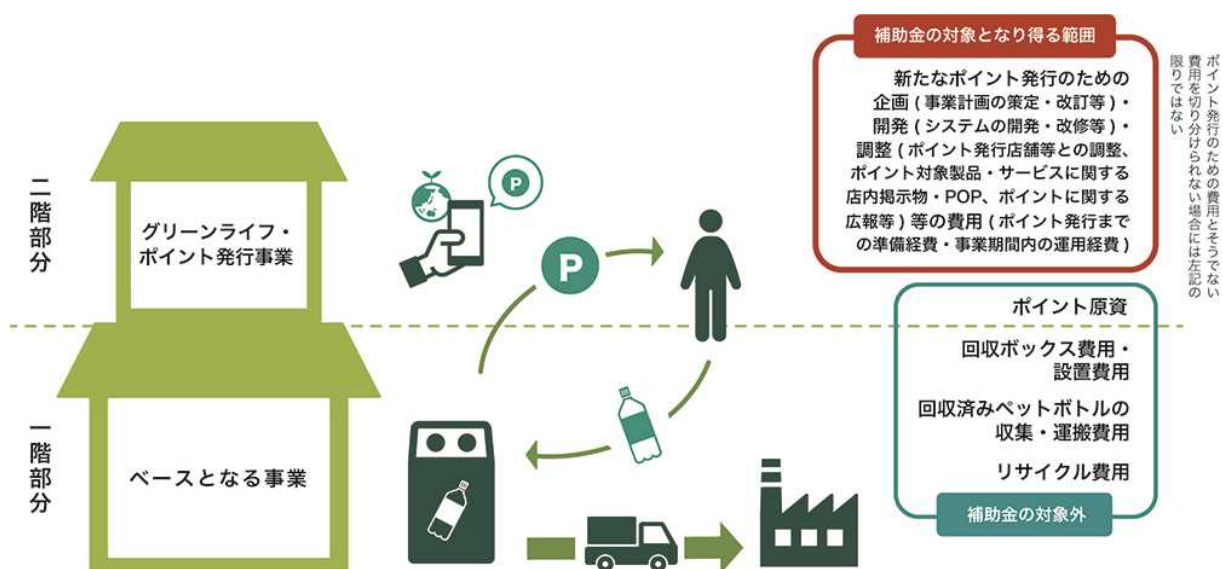 補助金の対象となり得る範囲
新たなポイント発行のための
企画 ( 事業計画の策定・改訂等 )・
開発 ( システムの開発・改修等 )・
調整 ( ポイント発行店舗等との調整、
ポイント対象製品・サービスに関する
店内掲示物・POP、ポイントに関する
広報等 ) 等の費用 ( ポイント発行まで
の準備経費・事業期間内の運用経費 )
ポイント発行のための費用とそうでない
費用を切り分けられない場合には左記の
限りではない
二階部分
グリーンライフ・
ポイント発行事業
P
P
ポイント原資
回収ボックス費用・
設置費用
回収済みペットボトルの
収集・運搬費用
リサイクル費用
補助金の対象外
一階部分
ベースとなる事業